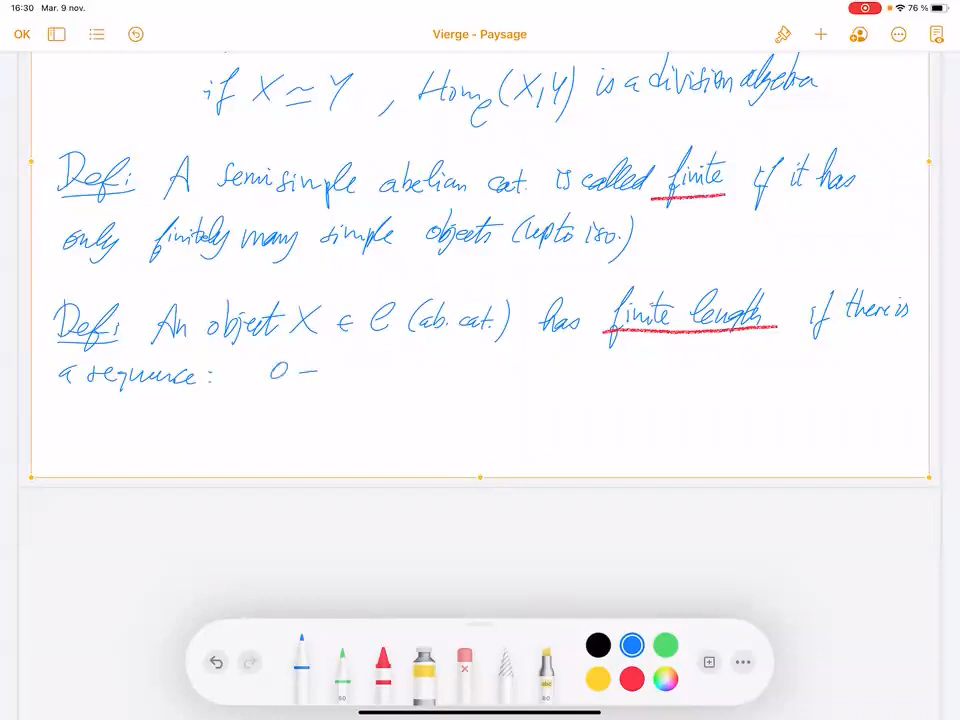 16:30 Mar. 9 nov. 76 %
OK Vierge – Paysage
if X ≃ Y , Hom_C(X,Y) is a division algebra
Def: A semisimple abelian cat. is called finite if it has
only finitely many simple objects (up to iso.)
Def: An object X ∈ C (ab. cat.) has finite length if there is
a sequence: 0 —